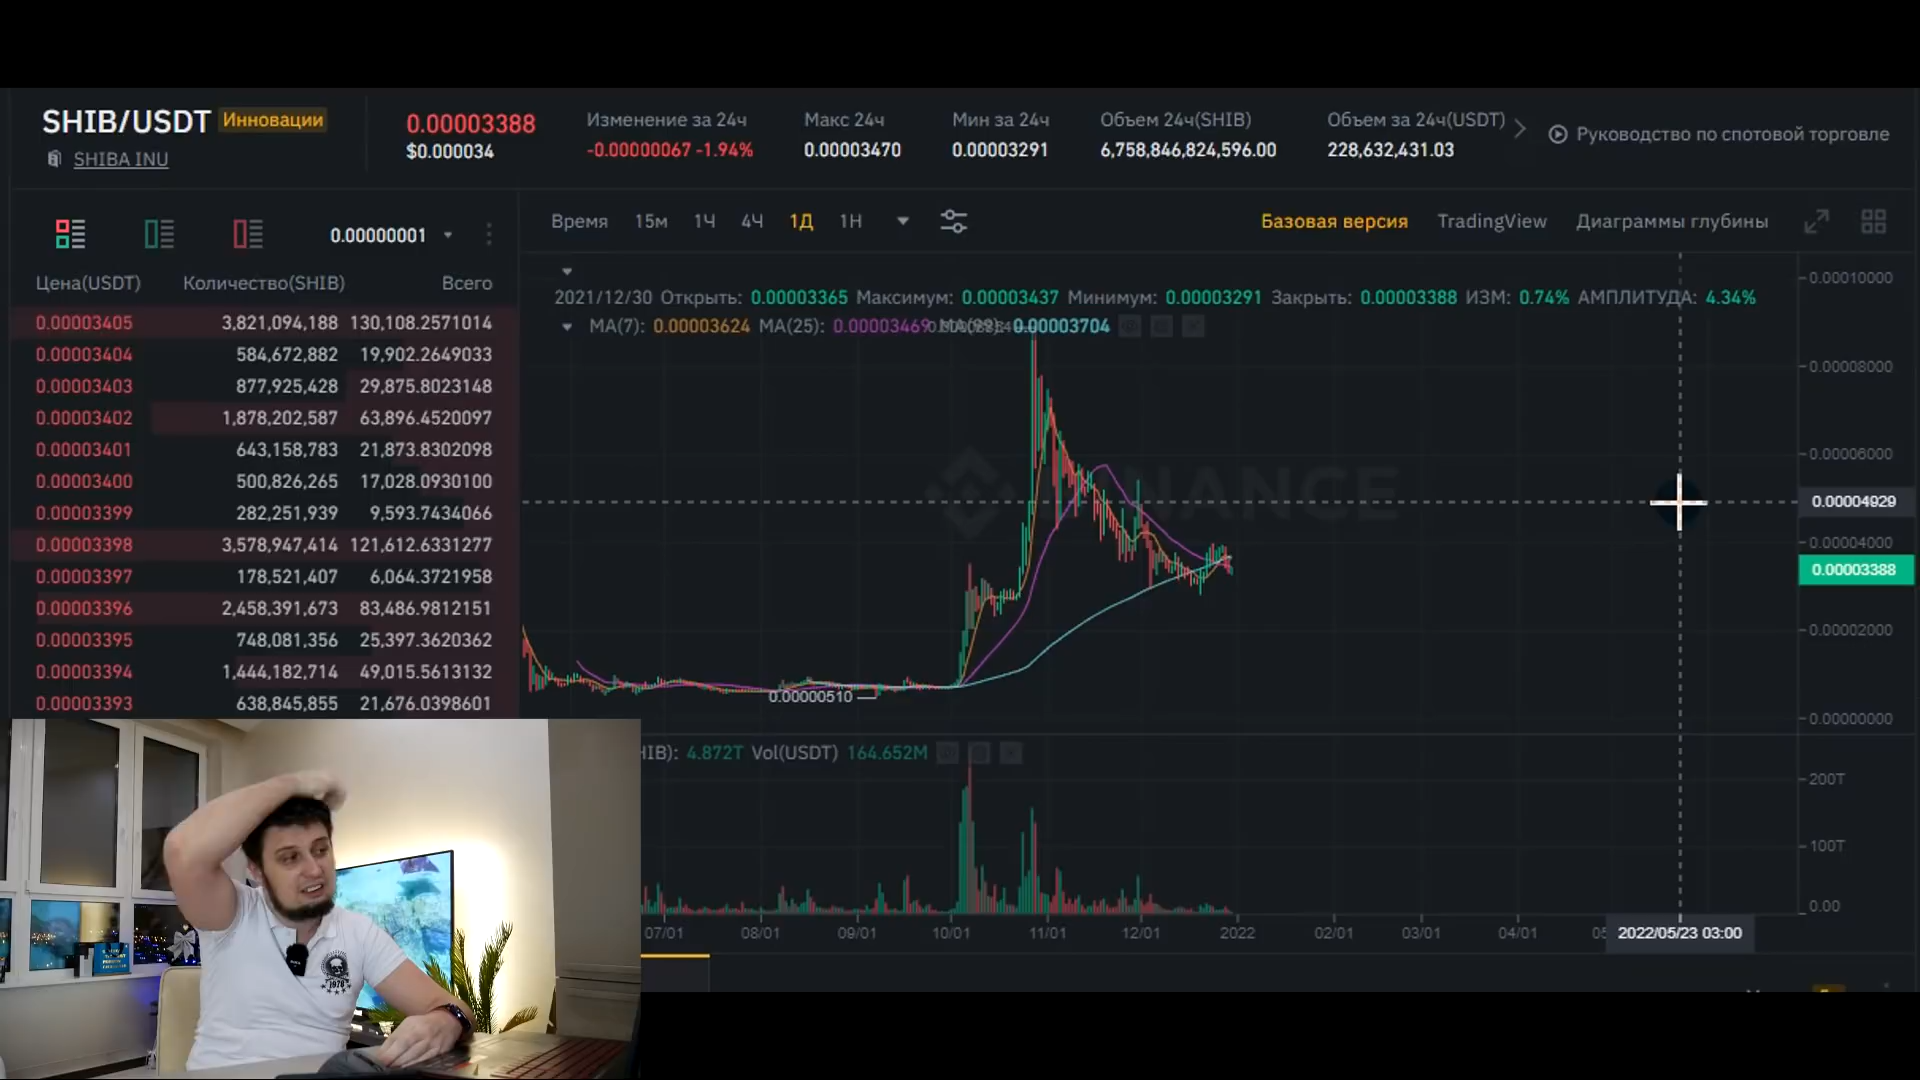 SHIB/USDT Инновации
SHIBA INU
0.00003388
$0.000034
Изменение за 24ч
-0.00000067 -1.94%
Макс 24ч
0.00003470
Мин за 24ч
0.00003291
Объем 24ч(SHIB)
6,758,846,824,596.00
Объем за 24ч(USDT)
228,632,431.03
Руководство по спотовой торговле
0.00000001
Цена(USDT) Количество(SHIB) Всего
0.00003405 3,821,094,188 130,108.2571014
0.00003404 584,672,882 19,902.2649033
0.00003403 877,925,428 29,875.8023148
0.00003402 1,878,202,587 63,896.4520097
0.00003401 643,158,783 21,873.8302098
0.00003400 500,826,265 17,028.0930100
0.00003399 282,251,939 9,593.7434066
0.00003398 3,578,947,414 121,612.6331277
0.00003397 178,521,407 6,064.3721958
0.00003396 2,458,391,673 83,486.9812151
0.00003395 748,081,356 25,397.3620362
0.00003394 1,444,182,714 49,015.5613132
0.00003393 638,845,855 21,676.0398601
Время 15м 1Ч 4Ч 1Д 1Н
Базовая версия TradingView Диаграммы глубины
2021/12/30 Открыть: 0.00003365 Максимум: 0.00003437 Минимум: 0.00003291 Закрыть: 0.00003388 ИЗМ: 0.74% АМПЛИТУДА: 4.34%
MA(7): 0.00003624 MA(25): 0.00003469 0.00003704
0.00010000
0.00008000
0.00006000
0.00004929
0.00004000
0.00003388
0.00002000
0.00000000
NANCE
0.00000510
HIB): 4.872T Vol(USDT) 164.652M
200T
100T
0.00
07/01 08/01 09/01 10/01 11/01 12/01 2022 02/01 03/01 04/01 05 2022/05/23 03:00
1978